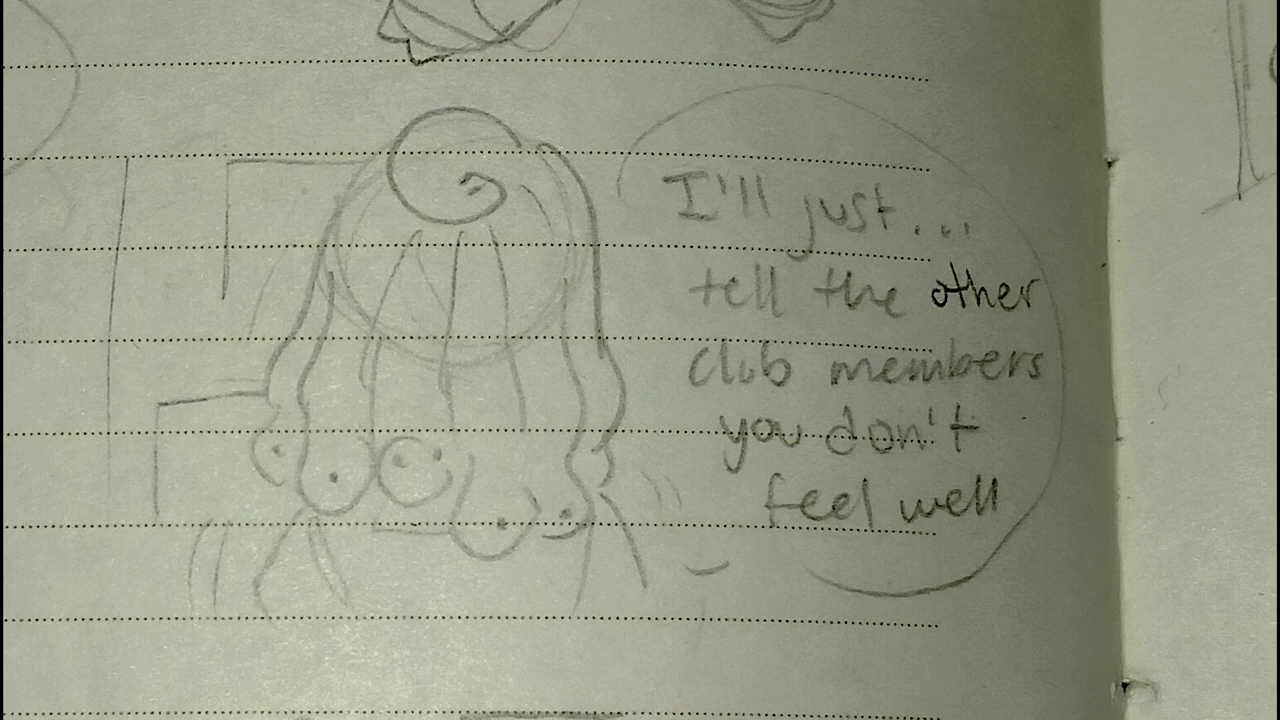 I'll just...
tell the other
club members
you don't
feel well